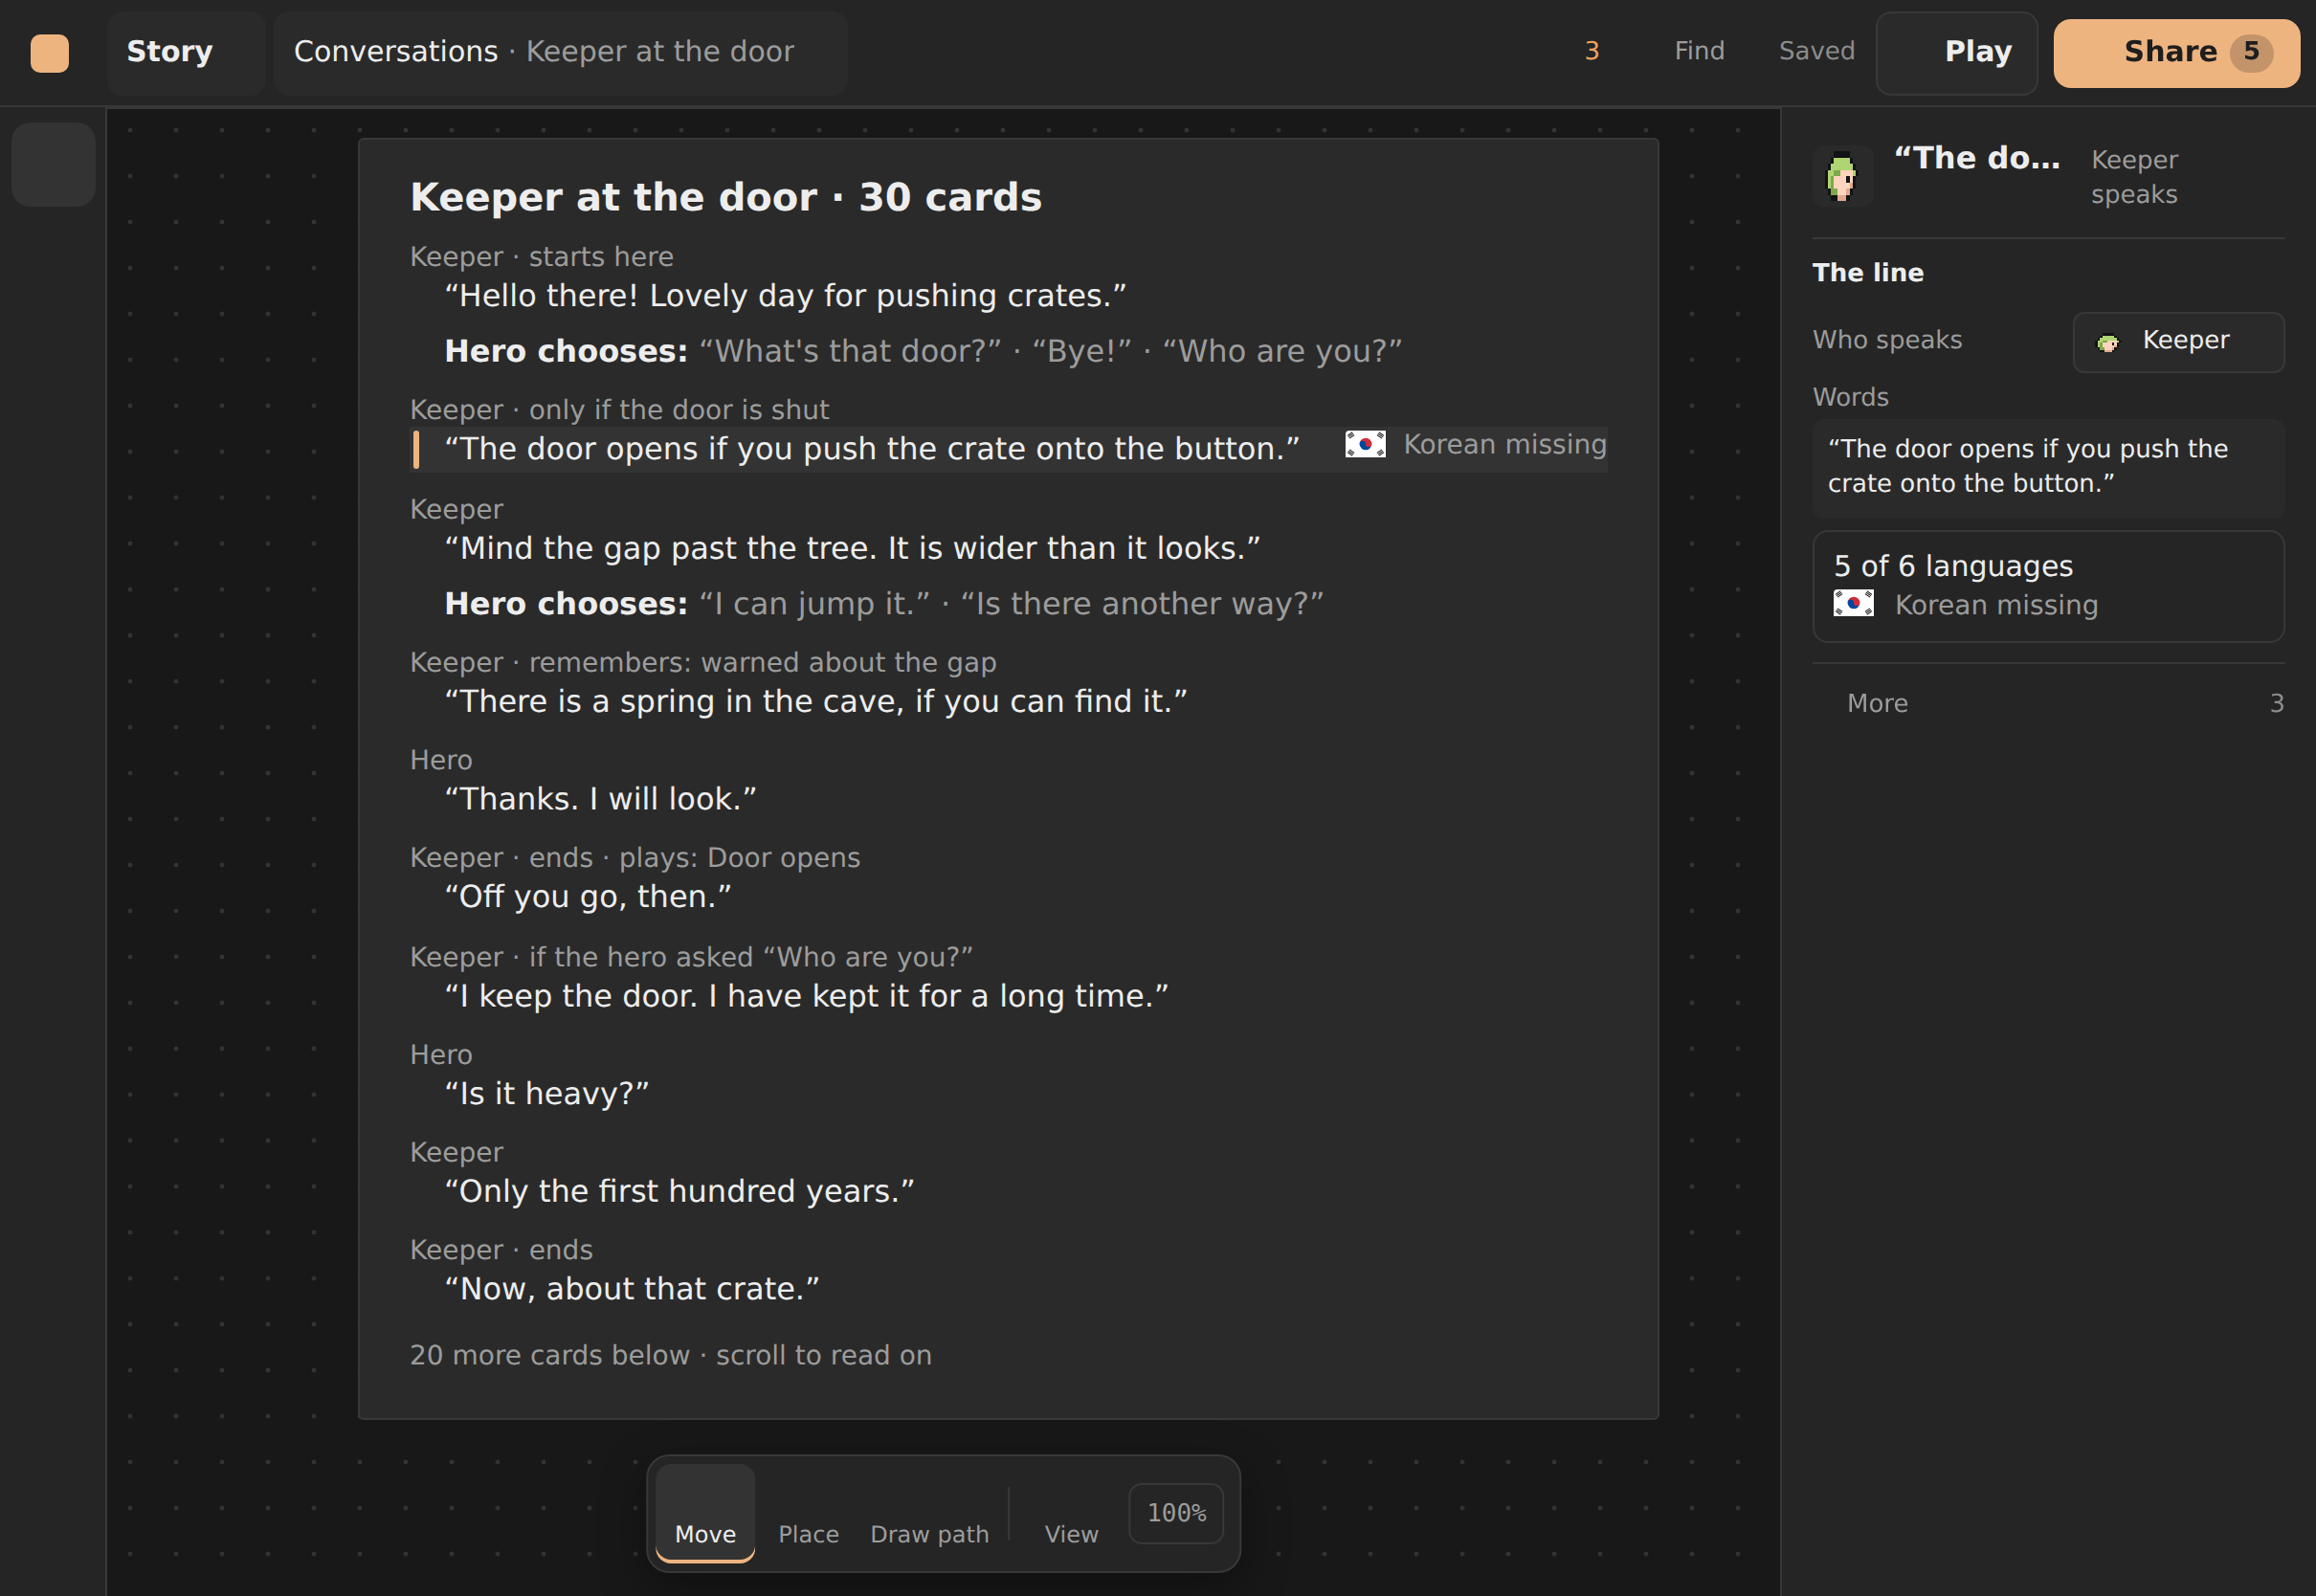 Story
Conversations · Keeper at the door
3
Find
Saved
Play
Share 5
Keeper at the door · 30 cards
Keeper · starts here
“Hello there! Lovely day for pushing crates.”
Hero chooses: “What's that door?” · “Bye!” · “Who are you?”
Keeper · only if the door is shut
“The door opens if you push the crate onto the button.” Korean missing
Keeper
“Mind the gap past the tree. It is wider than it looks.”
Hero chooses: “I can jump it.” · “Is there another way?”
Keeper · remembers: warned about the gap
“There is a spring in the cave, if you can find it.”
Hero
“Thanks. I will look.”
Keeper · ends · plays: Door opens
“Off you go, then.”
Keeper · if the hero asked “Who are you?”
“I keep the door. I have kept it for a long time.”
Hero
“Is it heavy?”
Keeper
“Only the first hundred years.”
Keeper · ends
“Now, about that crate.”
20 more cards below · scroll to read on
Move
Place
Draw path
View
100%
“The do…
Keeper
speaks
The line
Who speaks
Keeper
Words
“The door opens if you push the
crate onto the button.”
5 of 6 languages
Korean missing
More
3